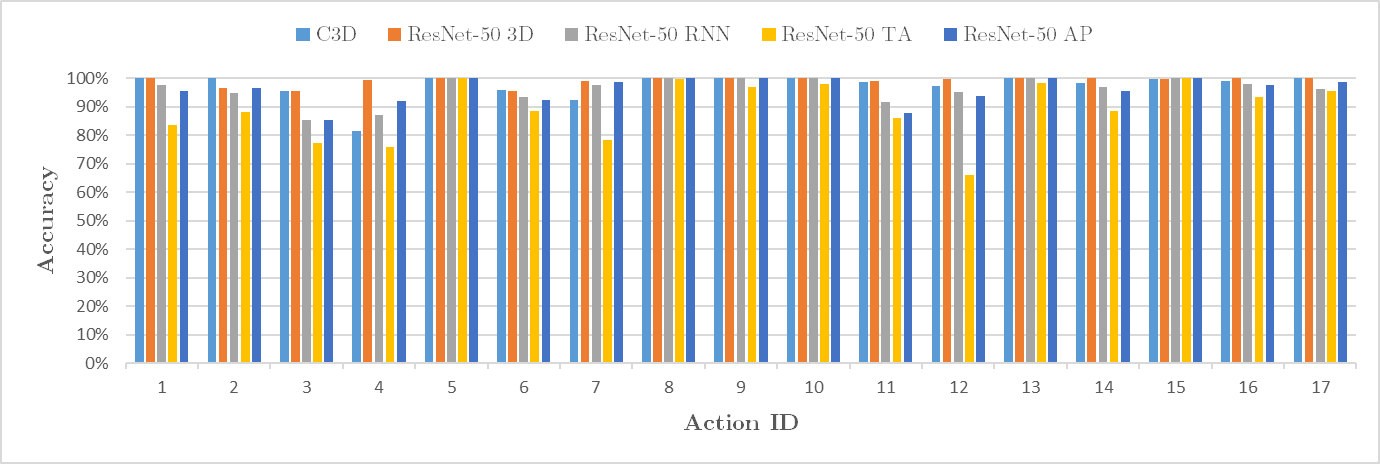 C3D ResNet-50 3D ResNet-50 RNN ResNet-50 TA ResNet-50 AP
100%
90%
80%
70%
60%
50%
40%
30%
20%
10%
0%
Accuracy
1 2 3 4 5 6 7 8 9 10 11 12 13 14 15 16 17
Action ID